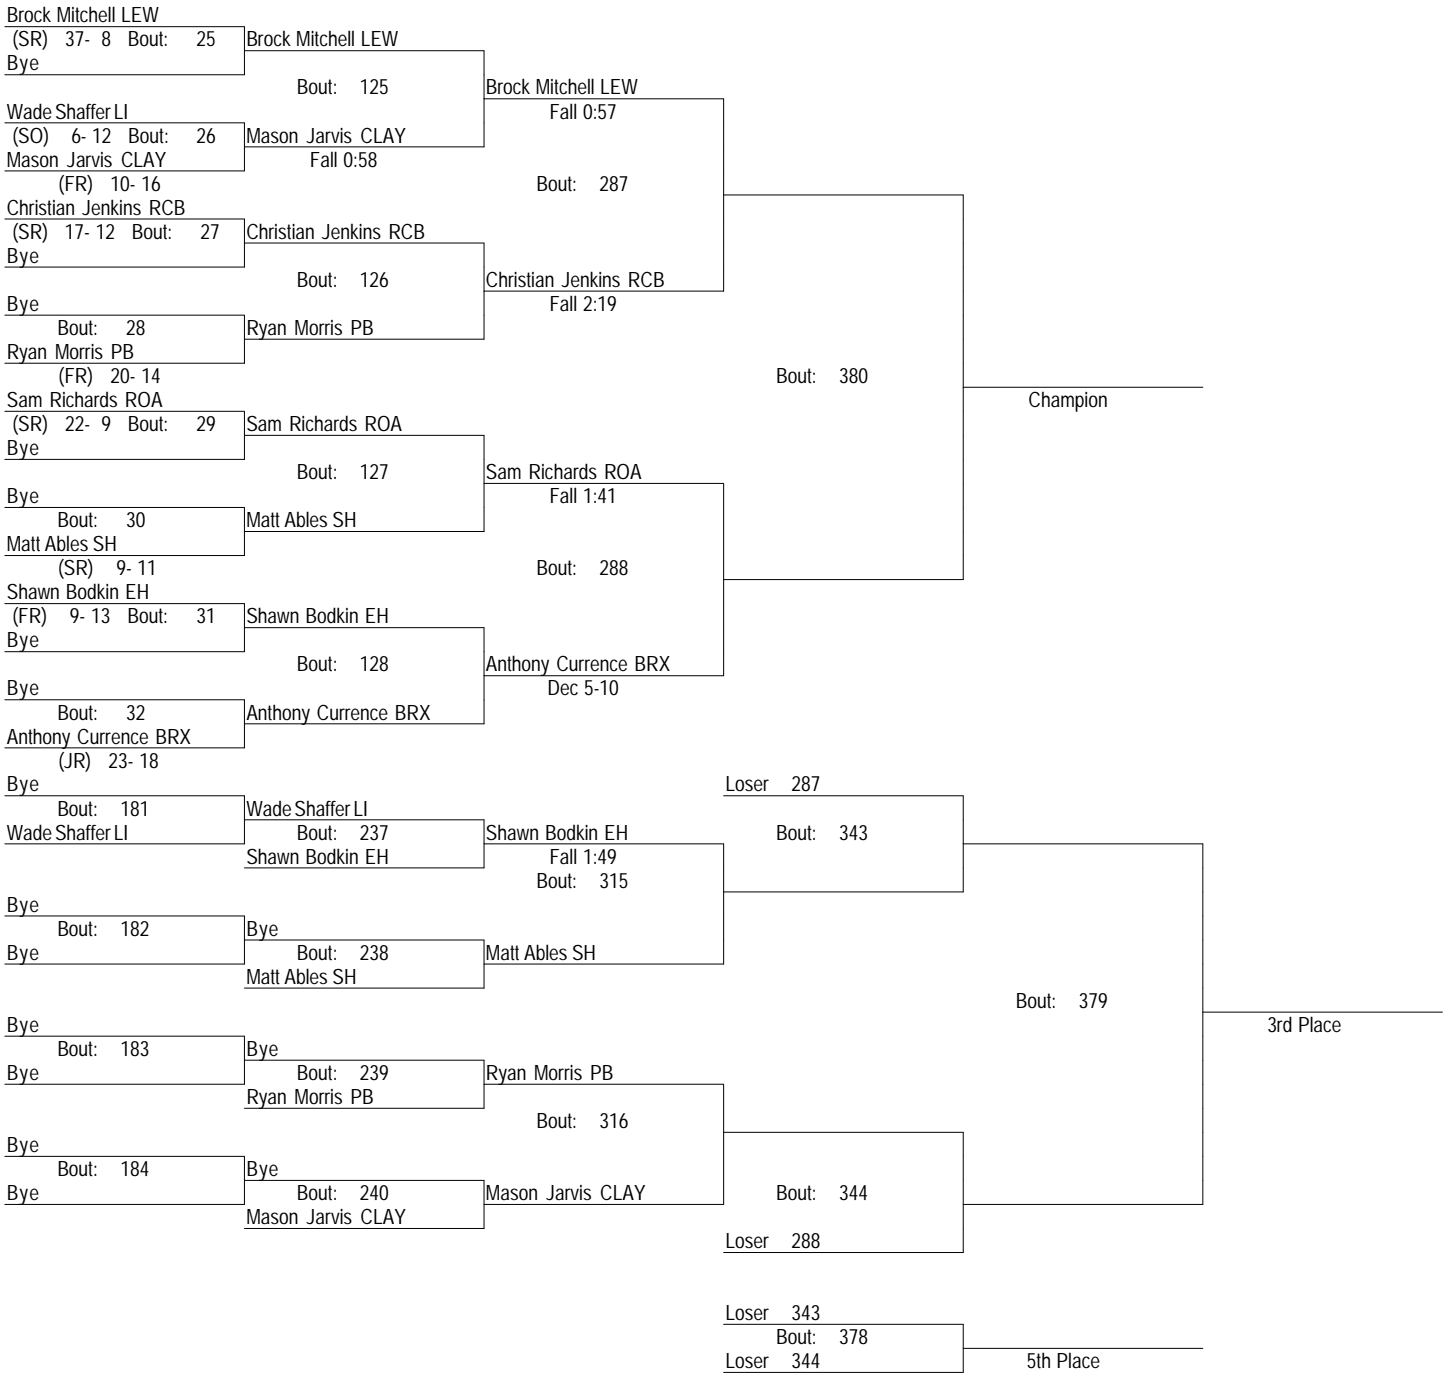 Brock Mitchell LEW
(SR) 37- 8 Bout: 25 Brock Mitchell LEW
Bye
Bout: 125 Brock Mitchell LEW
Wade Shaffer LI Fall 0:57
(SO) 6- 12 Bout: 26 Mason Jarvis CLAY
Mason Jarvis CLAY Fall 0:58
(FR) 10- 16 Bout: 287
Christian Jenkins RCB
(SR) 17- 12 Bout: 27 Christian Jenkins RCB
Bye
Bout: 126 Christian Jenkins RCB
Bye Fall 2:19
Bout: 28 Ryan Morris PB
Ryan Morris PB
(FR) 20- 14 Bout: 380
Sam Richards ROA Champion
(SR) 22- 9 Bout: 29 Sam Richards ROA
Bye
Bout: 127 Sam Richards ROA
Bye Fall 1:41
Bout: 30 Matt Ables SH
Matt Ables SH
(SR) 9- 11 Bout: 288
Shawn Bodkin EH
(FR) 9- 13 Bout: 31 Shawn Bodkin EH
Bye
Bout: 128 Anthony Currence BRX
Bye Dec 5-10
Bout: 32 Anthony Currence BRX
Anthony Currence BRX
(JR) 23- 18
Bye Loser 287
Bout: 181 Wade Shaffer LI
Wade Shaffer LI Bout: 237 Shawn Bodkin EH Bout: 343
Shawn Bodkin EH Fall 1:49
Bout: 315
Bye
Bout: 182 Bye
Bye Bout: 238 Matt Ables SH
Matt Ables SH
Bout: 379
Bye 3rd Place
Bout: 183 Bye
Bye Bout: 239 Ryan Morris PB
Ryan Morris PB
Bout: 316
Bye
Bout: 184 Bye
Bye Bout: 240 Mason Jarvis CLAY Bout: 344
Mason Jarvis CLAY
Loser 288
Loser 343
Bout: 378
Loser 344 5th Place